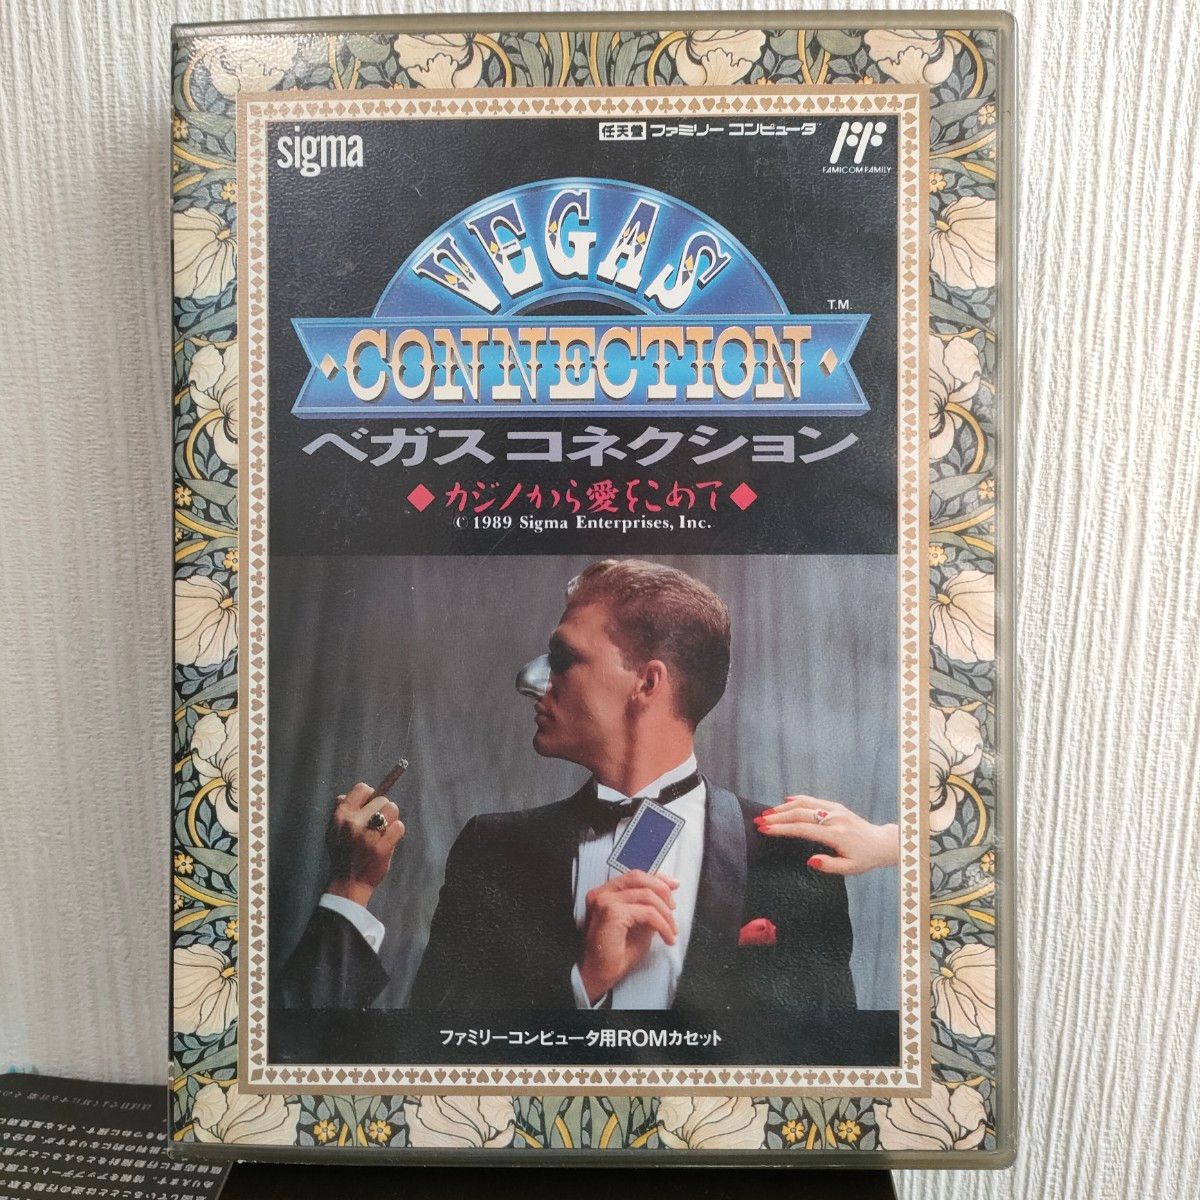 sigma
任天堂 ファミリーコンピュータ
FAMICOM FAMILY
VEGAS
T.M.
CONNECTION
ベガスコネクション
カジノから愛をこめて
© 1989 Sigma Enterprises, Inc.
ファミリーコンピュータ用ROMカセット